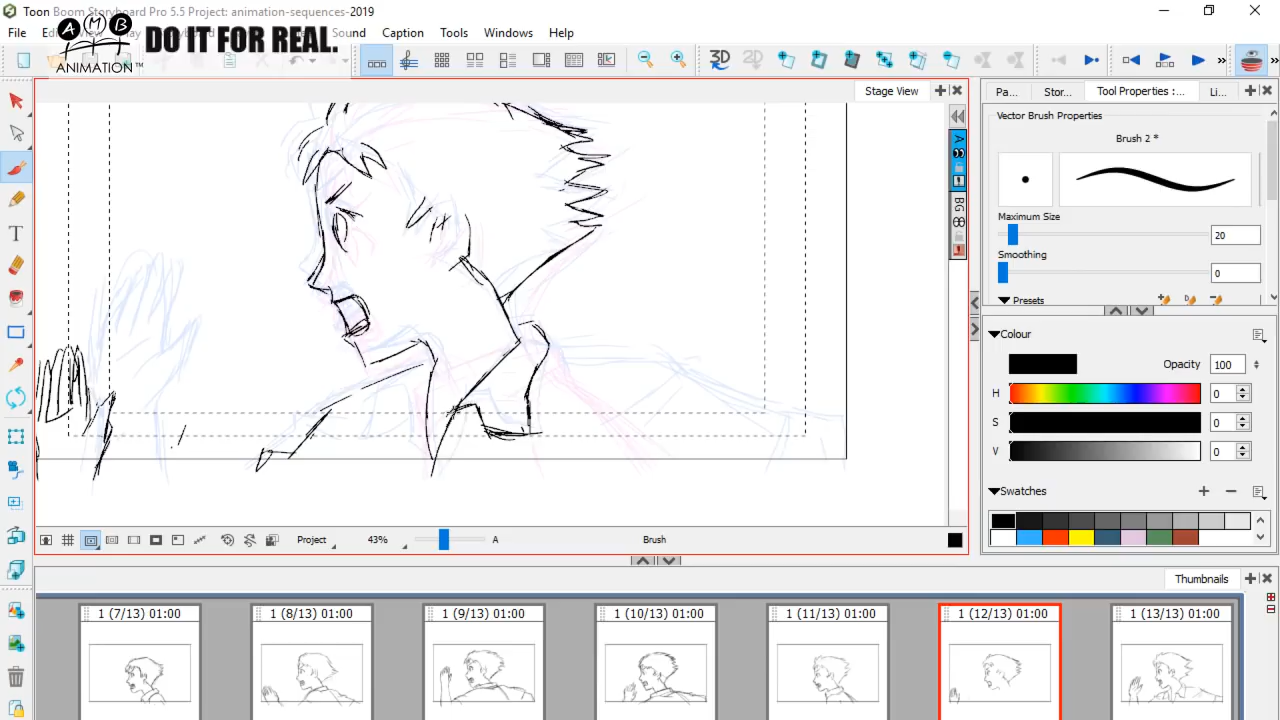 Toon Boom Storyboard Pro 5.5 Project: animation-sequences-2019
File
Sound
Caption
Tools
Windows
Help
AMB
ANIMATION™
DO IT FOR REAL.
3D
2D
Stage View
Pa...
Stor...
Tool Properties :...
Li...
Vector Brush Properties
Brush 2 *
Maximum Size
20
Smoothing
0
Presets
A
BG
Colour
Opacity
100
H
0
S
0
V
0
Swatches
Project
43%
A
Brush
Thumbnails
1 (7/13) 01:00
1 (8/13) 01:00
1 (9/13) 01:00
1 (10/13) 01:00
1 (11/13) 01:00
1 (12/13) 01:00
1 (13/13) 01:00